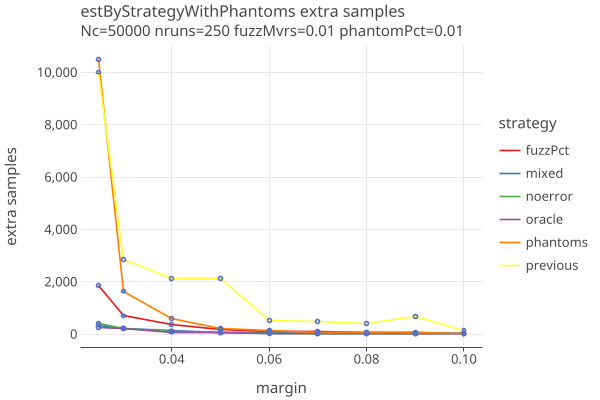 estByStrategyWithPhantoms extra samples
Nc=50000 nruns=250 fuzzMvrs=0.01 phantomPct=0.01
extra samples
10,000
8,000
6,000
4,000
2,000
0
0.04
0.06
0.08
0.10
margin
strategy
fuzzPct
mixed
noerror
oracle
phantoms
previous